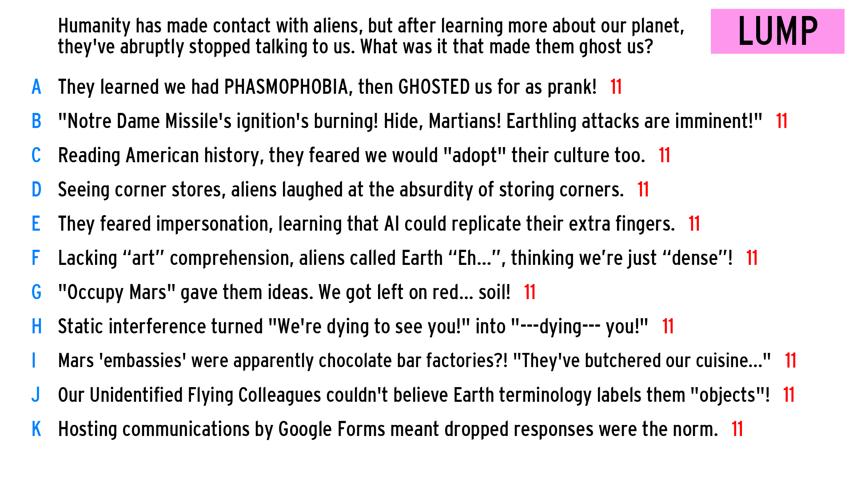 Humanity has made contact with aliens, but after learning more about our planet,
they've abruptly stopped talking to us. What was it that made them ghost us?
LUMP
A They learned we had PHASMOPHOBIA, then GHOSTED us for as prank! 11
B "Notre Dame Missile's ignition's burning! Hide, Martians! Earthling attacks are imminent!" 11
C Reading American history, they feared we would "adopt" their culture too. 11
D Seeing corner stores, aliens laughed at the absurdity of storing corners. 11
E They feared impersonation, learning that AI could replicate their extra fingers. 11
F Lacking “art” comprehension, aliens called Earth “Eh...”, thinking we’re just “dense”! 11
G "Occupy Mars" gave them ideas. We got left on red... soil! 11
H Static interference turned "We're dying to see you!" into "---dying--- you!" 11
I Mars 'embassies' were apparently chocolate bar factories?! "They've butchered our cuisine..." 11
J Our Unidentified Flying Colleagues couldn't believe Earth terminology labels them "objects"! 11
K Hosting communications by Google Forms meant dropped responses were the norm. 11